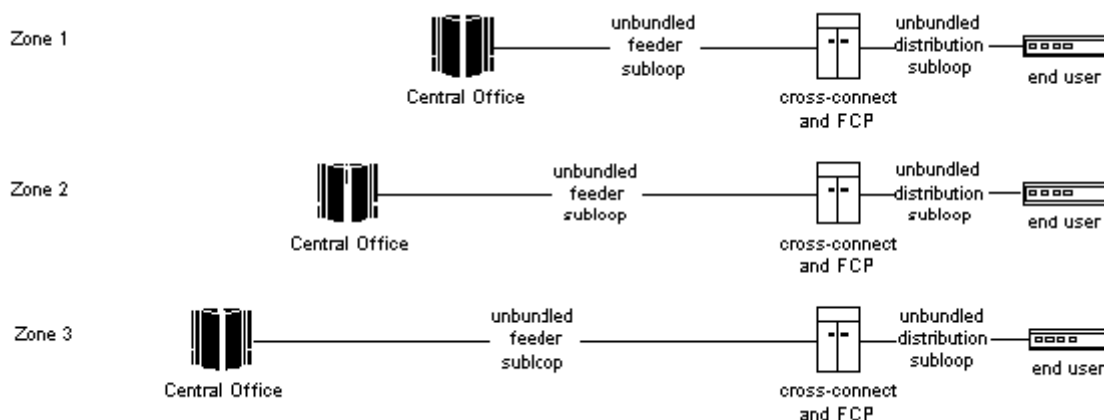 Zone 1
unbundled
feeder
subloop
unbundled
distribution
subloop
Central Office
cross-connect
and FCP
end user
Zone 2
unbundled
feeder
subloop
unbundled
distribution
subloop
Central Office
cross-connect
and FCP
end user
Zone 3
unbundled
feeder
subloop
unbundled
distribution
subloop
Central Office
cross-connect
and FCP
end user